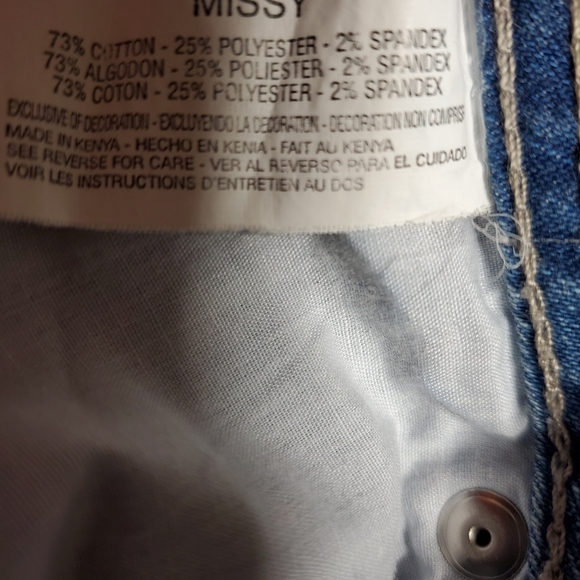 MISSY
73% COTTON - 25% POLYESTER - 2% SPANDEX
73% ALGODON - 25% POLIESTER - 2% SPANDEX
73% COTON - 25% POLYESTER - 2% SPANDEX
EXCLUSIVE OF DECORATION - EXCLUYENDO LA DECORATION - DECORATION NON COMPRISE
MADE IN KENYA - HECHO EN KENIA - FAIT AU KENYA
SEE REVERSE FOR CARE - VER AL REVERSO PARA EL CUIDADO
VOIR LES INSTRUCTIONS D'ENTRETIEN AU DOS